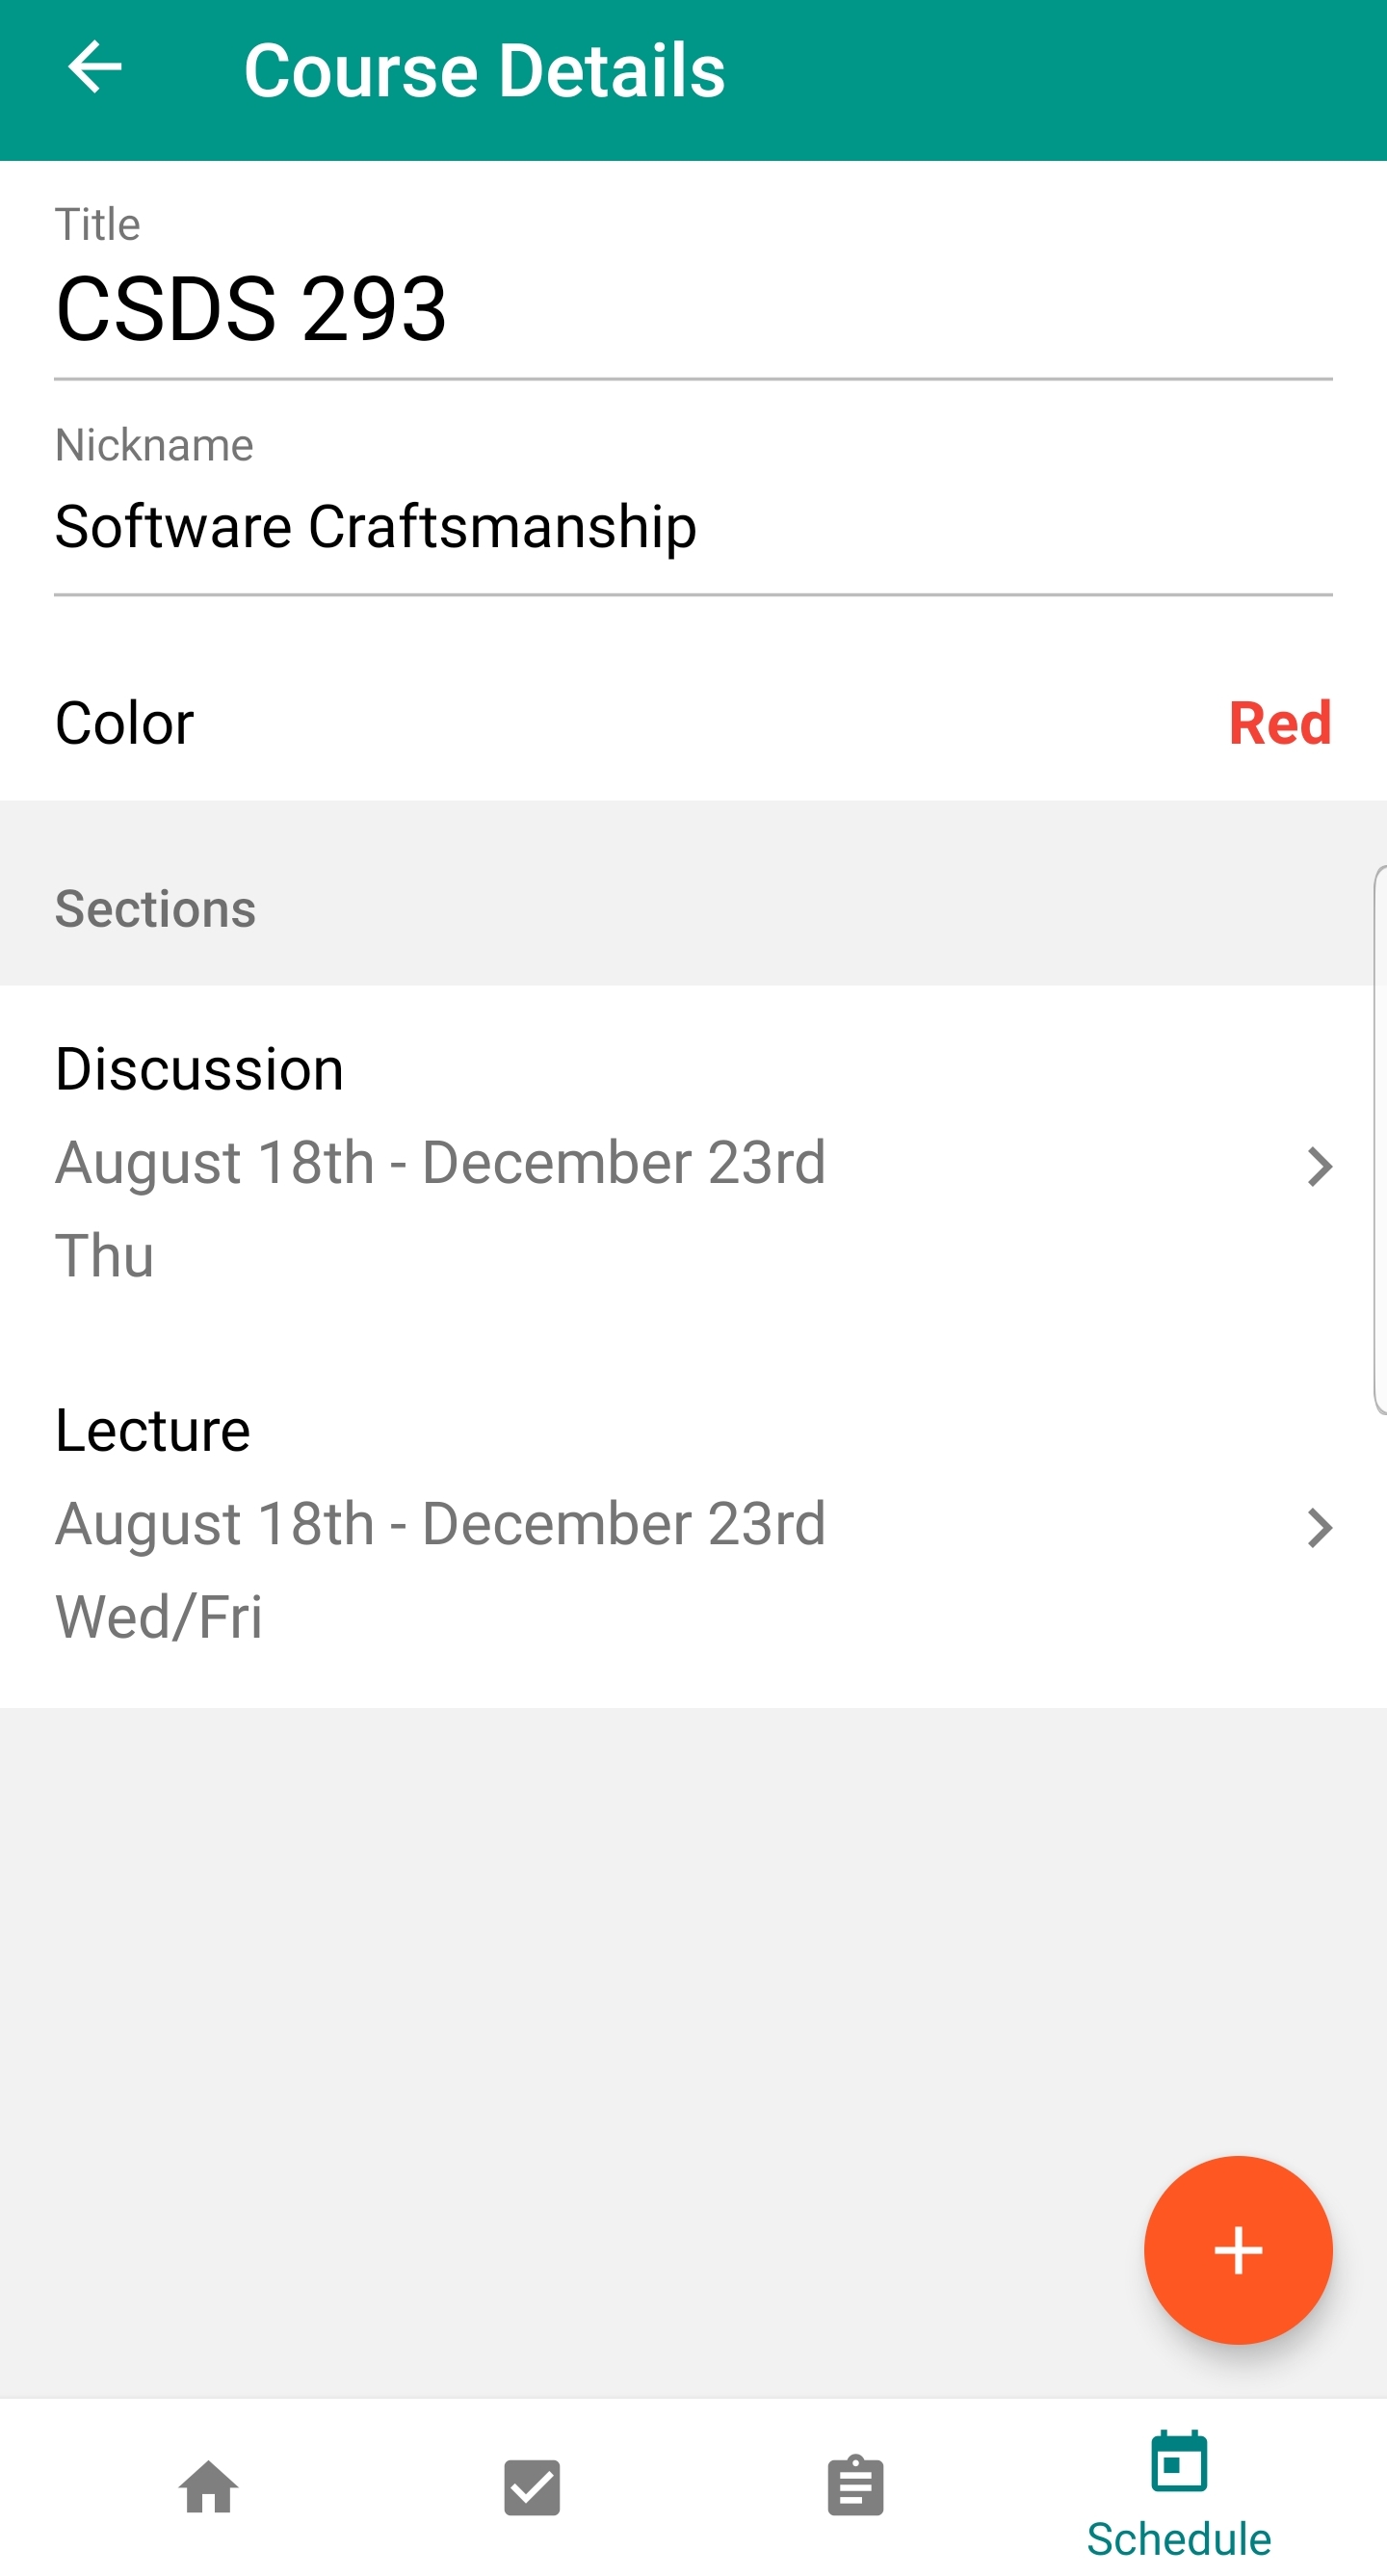 Course Details
Title
CSDS 293
Nickname
Software Craftsmanship
Color Red
Sections
Discussion
August 18th - December 23rd
Thu
Lecture
August 18th - December 23rd
Wed/Fri
Schedule